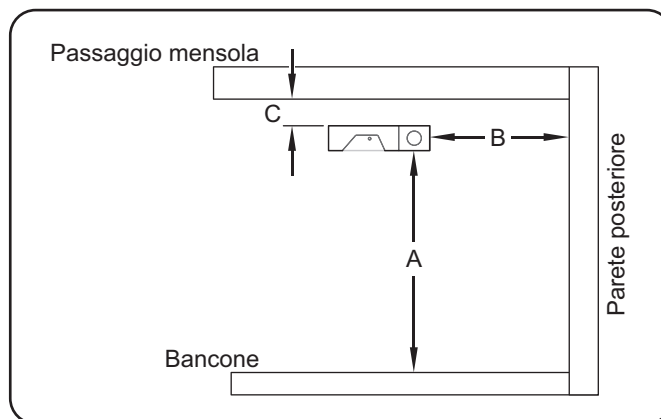 Passaggio mensola
C
B
A
Parete posteriore
Bancone